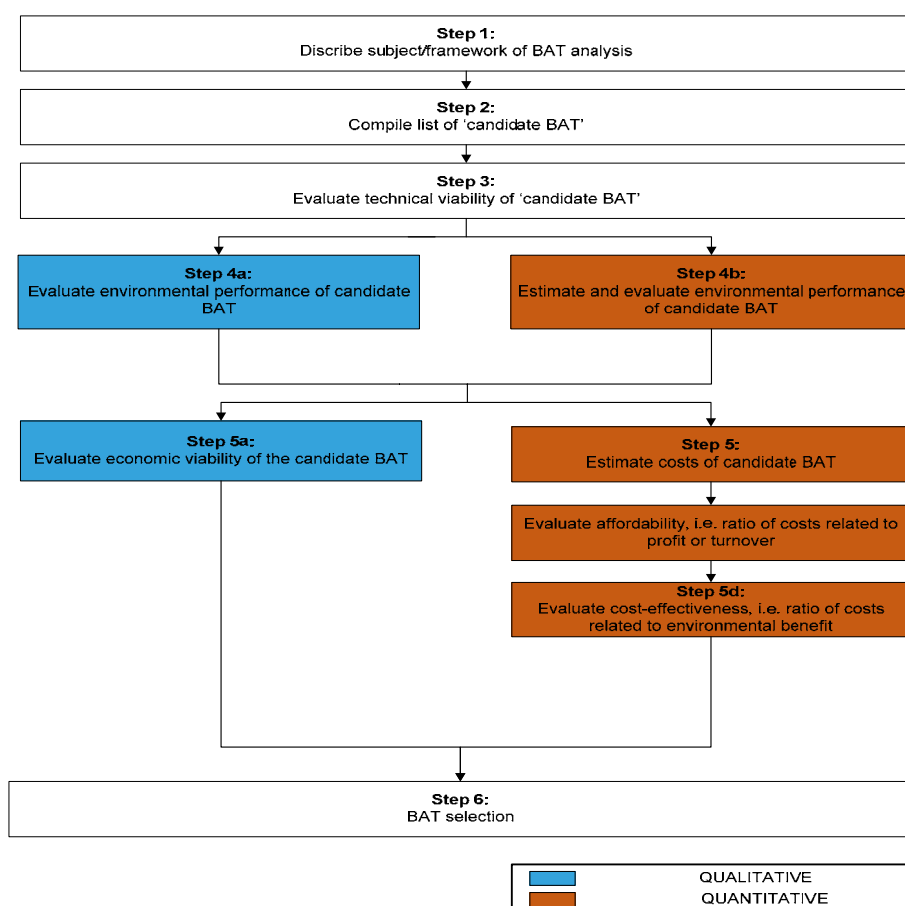 Step 1:
Discribe subject/framework of BAT analysis
Step 2:
Compile list of ‘candidate BAT’
Step 3:
Evaluate technical viability of ‘candidate BAT’
Step 4a:
Evaluate environmental performance of candidate
BAT
Step 4b:
Estimate and evaluate environmental performance
of candidate BAT
Step 5a:
Evaluate economic viability of the candidate BAT
Step 5:
Estimate costs of candidate BAT
Evaluate affordability, i.e. ratio of costs related to
profit or turnover
Step 5d:
Evaluate cost-effectiveness, i.e. ratio of costs
related to environmental benefit
Step 6:
BAT selection
QUALITATIVE
QUANTITATIVE